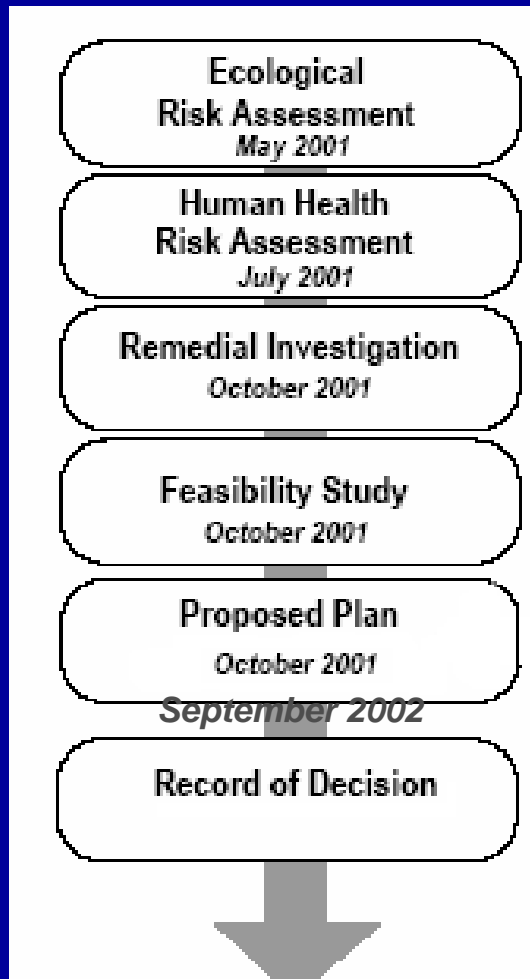 Ecological
Risk Assessment
May 2001
Human Health
Risk Assessment
July 2001
Remedial Investigation
October 2001
Feasibility Study
October 2001
Proposed Plan
October 2001
September 2002
Record of Decision